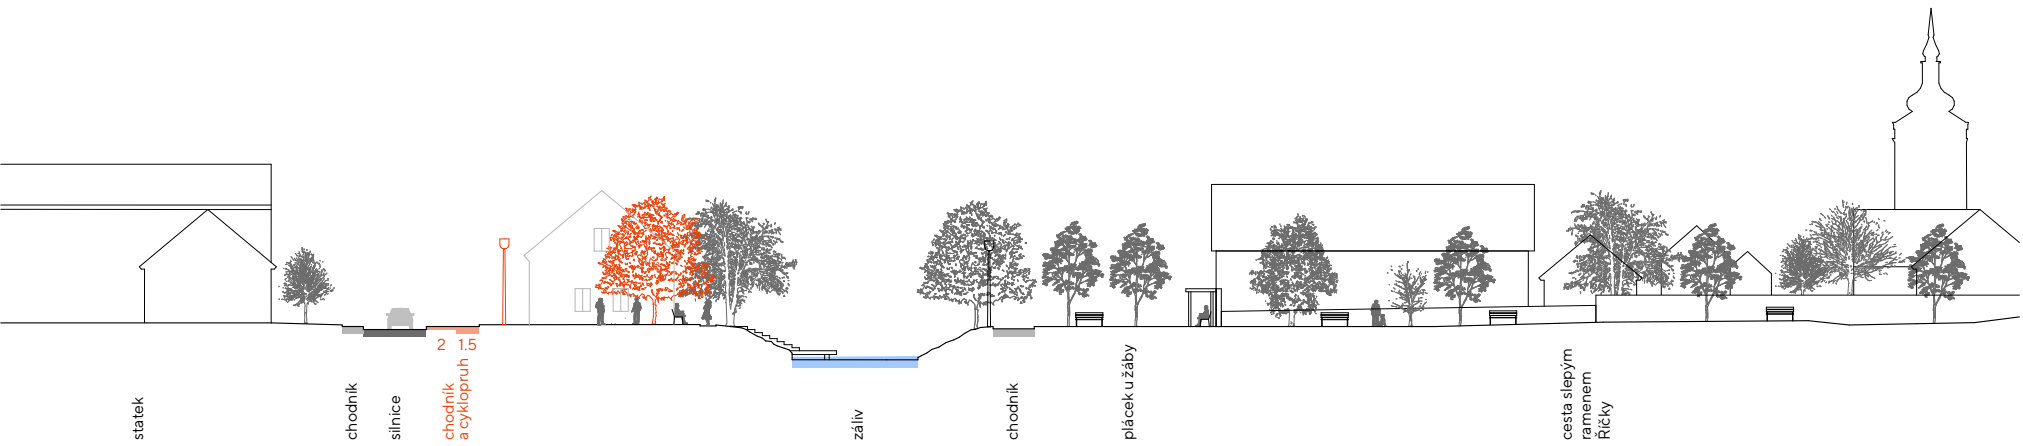 2 1.5
statek
chodník
silnice
chodník
a cyklopruh
záliv
chodník
plácek u žáby
cesta slepým
ramenem
Říčky